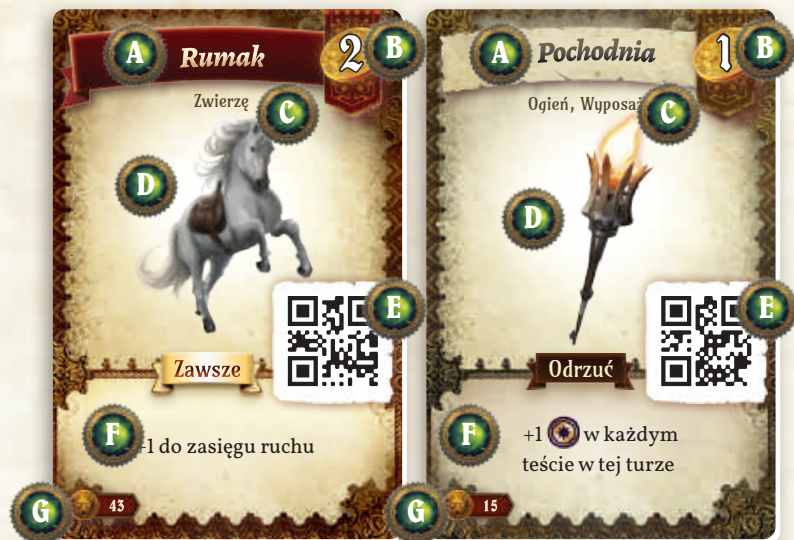 A Rumak 2 B
Zwierzę C
D
E
Zawsze
F +1 do zasięgu ruchu
G 43
A Pochodnia 1 B
Ogień, C
D
E
Odrzuć
F +1 w każdym
teście w tej turze
G 15